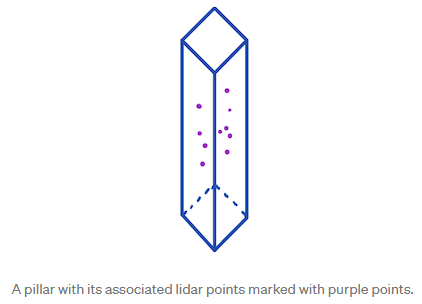 A pillar with its associated lidar points marked with purple points.